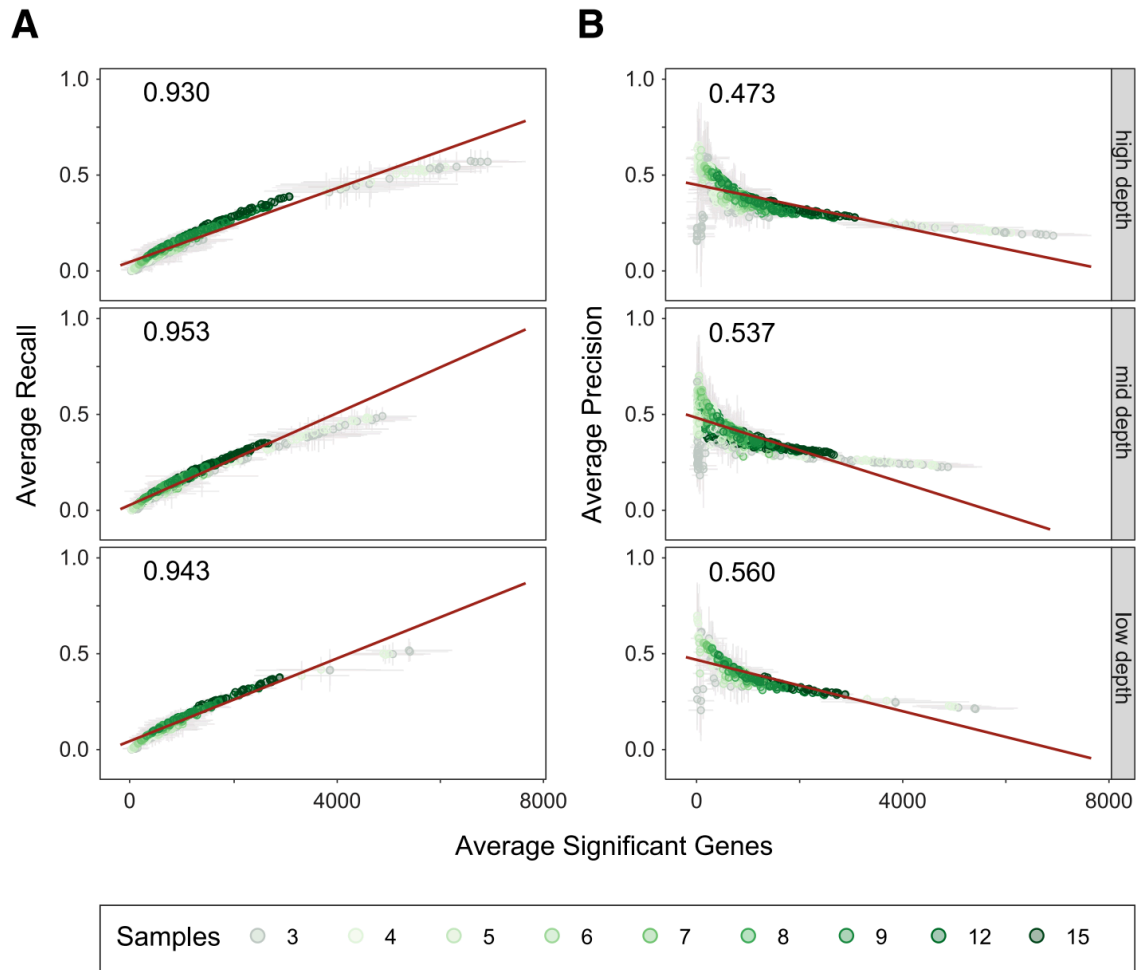 A
B
1.0
0.5
0.0
0.930
1.0
0.5
0.0
0.473
high depth
1.0
0.5
0.0
0.953
1.0
0.5
0.0
0.537
mid depth
1.0
0.5
0.0
0.943
1.0
0.5
0.0
0.560
low depth
Average Recall
Average Precision
0 4000 8000
0 4000 8000
Average Significant Genes
Samples 3 4 5 6 7 8 9 12 15